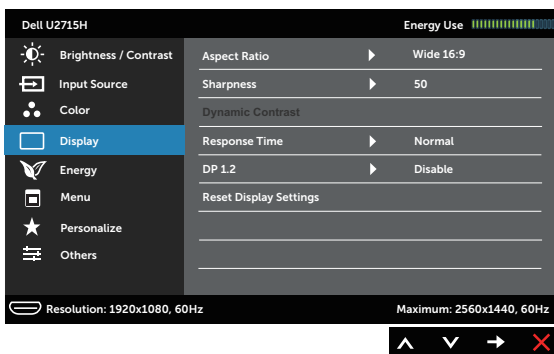 Dell U2715H Energy Use
Brightness / Contrast
Input Source
Color
Display
Energy
Menu
Personalize
Others
Aspect Ratio Wide 16:9
Sharpness 50
Dynamic Contrast
Response Time Normal
DP 1.2 Disable
Reset Display Settings
Resolution: 1920x1080, 60Hz Maximum: 2560x1440, 60Hz